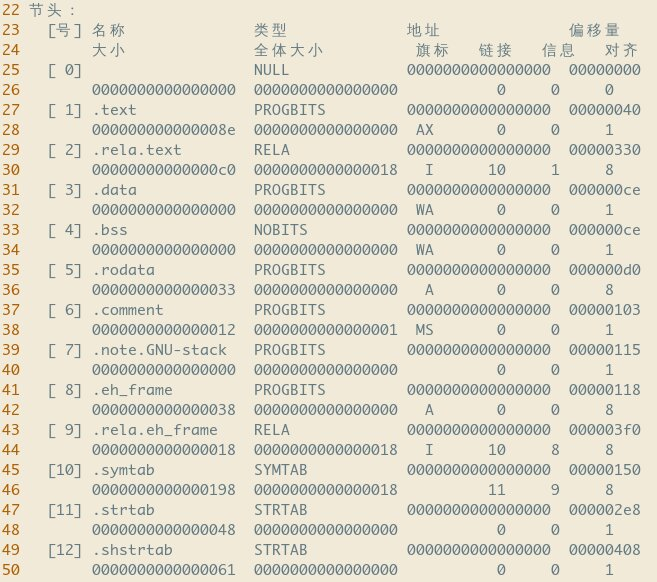 22 节头：
23 [号] 名称 类型 地址 偏移量
24 大小 全体大小 旗标 链接 信息 对齐
25 [ 0] NULL 0000000000000000 00000000
26 0000000000000000 0000000000000000 0 0 0
27 [ 1] .text PROGBITS 0000000000000000 00000040
28 000000000000008e 0000000000000000 AX 0 0 1
29 [ 2] .rela.text RELA 0000000000000000 00000330
30 00000000000000c0 0000000000000018 I 10 1 8
31 [ 3] .data PROGBITS 0000000000000000 000000ce
32 0000000000000000 0000000000000000 WA 0 0 1
33 [ 4] .bss NOBITS 0000000000000000 000000ce
34 0000000000000000 0000000000000000 WA 0 0 1
35 [ 5] .rodata PROGBITS 0000000000000000 000000d0
36 0000000000000033 0000000000000000 A 0 0 8
37 [ 6] .comment PROGBITS 0000000000000000 00000103
38 0000000000000012 0000000000000001 MS 0 0 1
39 [ 7] .note.GNU-stack PROGBITS 0000000000000000 00000115
40 0000000000000000 0000000000000000 0 0 1
41 [ 8] .eh_frame PROGBITS 0000000000000000 00000118
42 0000000000000038 0000000000000000 A 0 0 8
43 [ 9] .rela.eh_frame RELA 0000000000000000 000003f0
44 0000000000000018 0000000000000018 I 10 8 8
45 [10] .symtab SYMTAB 0000000000000000 00000150
46 0000000000000198 0000000000000018 11 9 8
47 [11] .strtab STRTAB 0000000000000000 000002e8
48 0000000000000048 0000000000000000 0 0 1
49 [12] .shstrtab STRTAB 0000000000000000 00000408
50 0000000000000061 0000000000000000 0 0 1